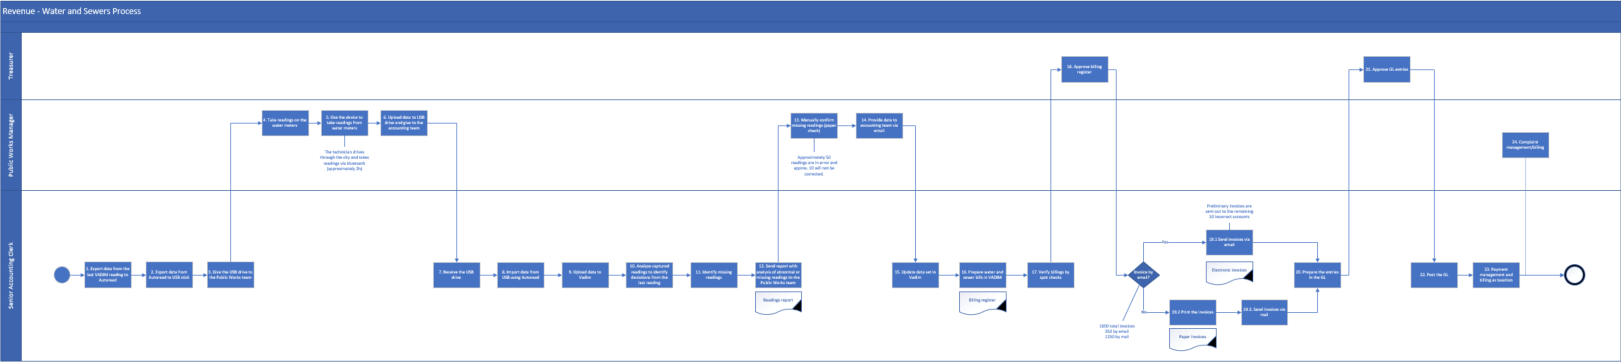 Revenue - Water and Sewers Process
Treasurer
18. Approve billing
register
21. Approve GL entries
Public Works Manager
4. Take readings on the
water meters
5. Use the device to
take readings from
water meters
6. Upload data to USB
drive and give to the
accounting team
The technician drives
through the city and takes
readings via bluetooth
(approximately 2h)
13. Manually confirm
missing readings (paper
check)
14. Provide data to
accounting team via
email
Approximately 50
readings are in error and
approx. 10 will not be
corrected.
24. Complaint
management/billing
Senior Accounting Clerk
1. Export data from the
last VADIM reading to
Autoread
2. Export data from
Autoread to USB stick
3. Give the USB drive to
the Public Works team
7. Receive the USB
drive
8. Import data from
USB using Autoread
9. Upload data to
Vadim
10. Analyze captured
readings to identify
deviations from the
last reading
11. Identify missing
readings
12. Send report with
analysis of abnormal or
missing readings to the
Public Works team
Readings report
15. Update data set in
Vadim
16. Prepare water and
sewer bills in VADIM
Billing register
17. Verify billings by
spot checks
Invoice by
email?
Yes
No
1600 total invoices
350 by email
1250 by mail
Preliminary invoices are
sent out to the remaining
10 incorrect accounts
19.1 Send invoices via
email
Electronic invoices
19.2 Print the invoices
Paper invoices
19.3. Send invoices via
mail
20. Prepare the entries
in the GL
22. Post the GL
23. Payment
management and
billing as taxation